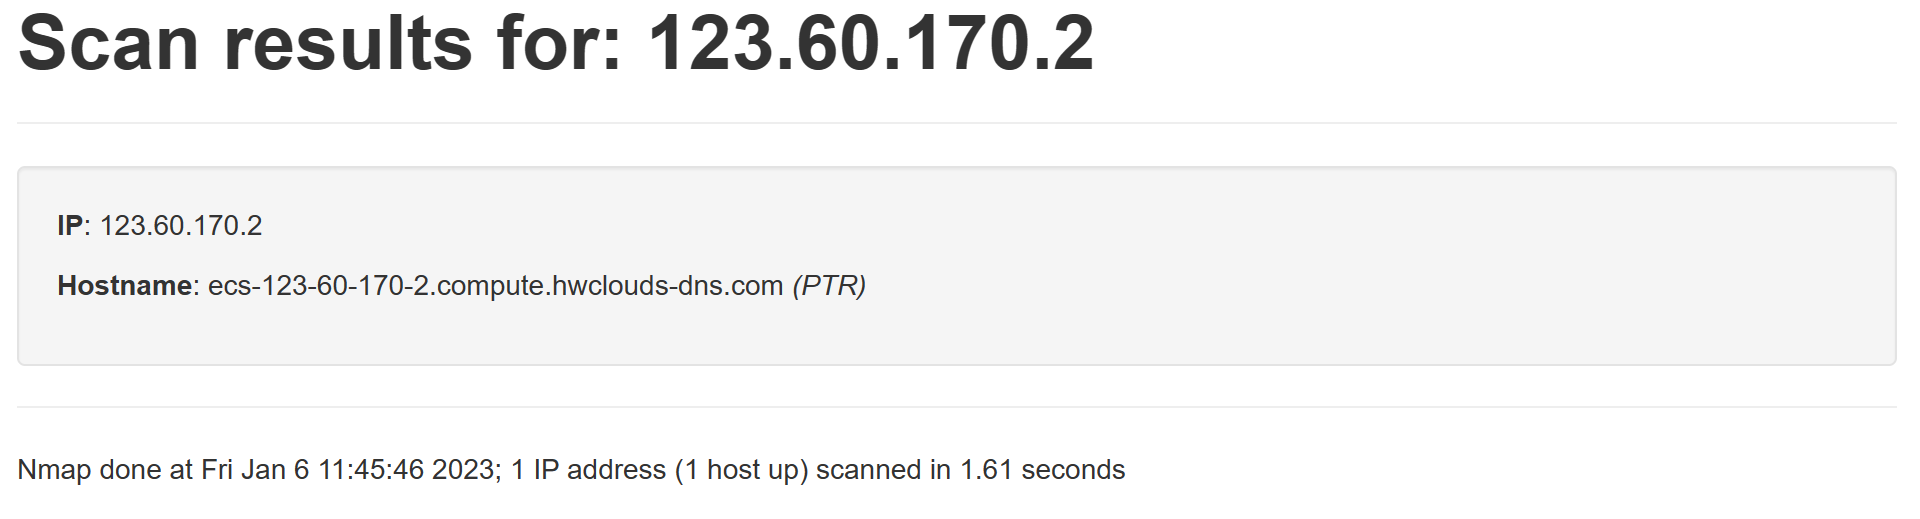 Scan results for: 123.60.170.2
IP: 123.60.170.2
Hostname: ecs-123-60-170-2.compute.hwclouds-dns.com (PTR)
Nmap done at Fri Jan 6 11:45:46 2023; 1 IP address (1 host up) scanned in 1.61 seconds